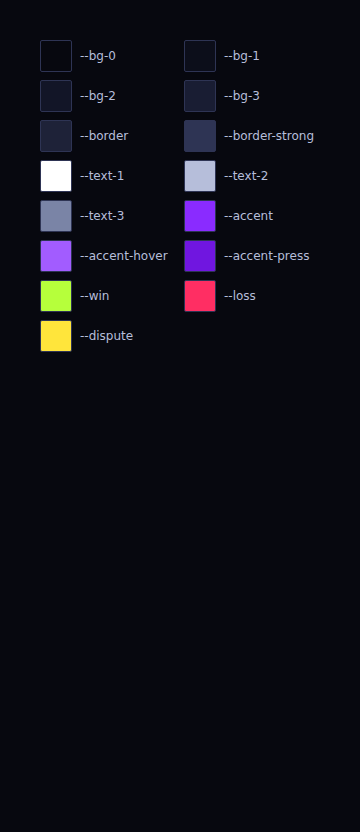 --bg-0
--bg-1
--bg-2
--bg-3
--border
--border-strong
--text-1
--text-2
--text-3
--accent
--accent-hover
--accent-press
--win
--loss
--dispute